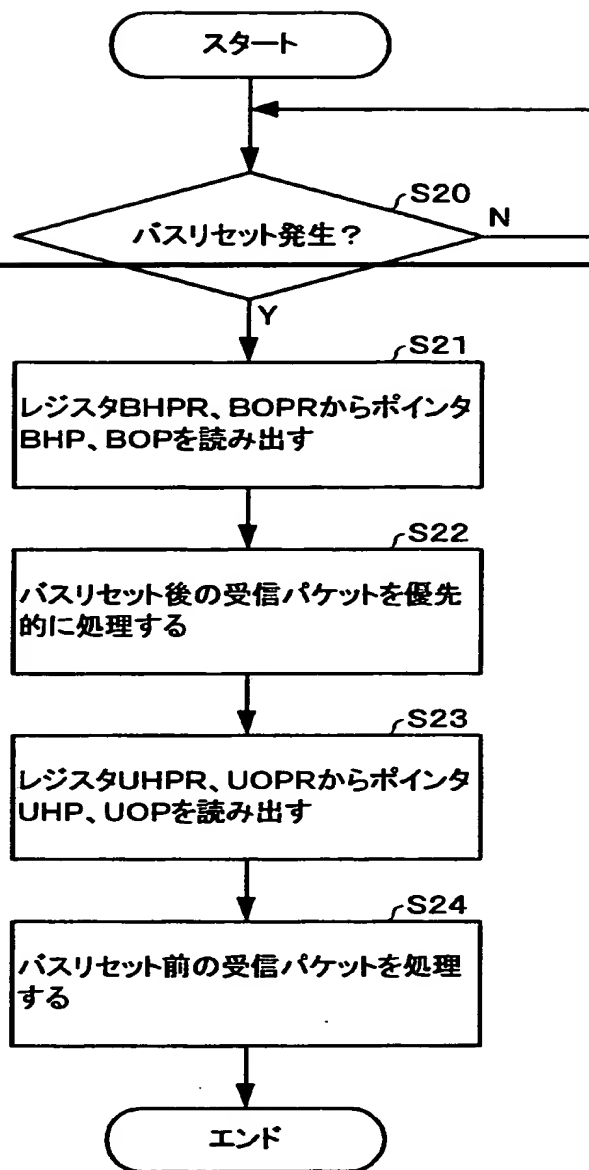 スタート
S20
バスリセット発生？
N
Y
S21
レジスタBHPR、BOPRからポインタ
BHP、BOPを読み出す
S22
バスリセット後の受信パケットを優先
的に処理する
S23
レジスタUHPR、UOPRからポインタ
UHP、UOPを読み出す
S24
バスリセット前の受信パケットを処理
する
エンド